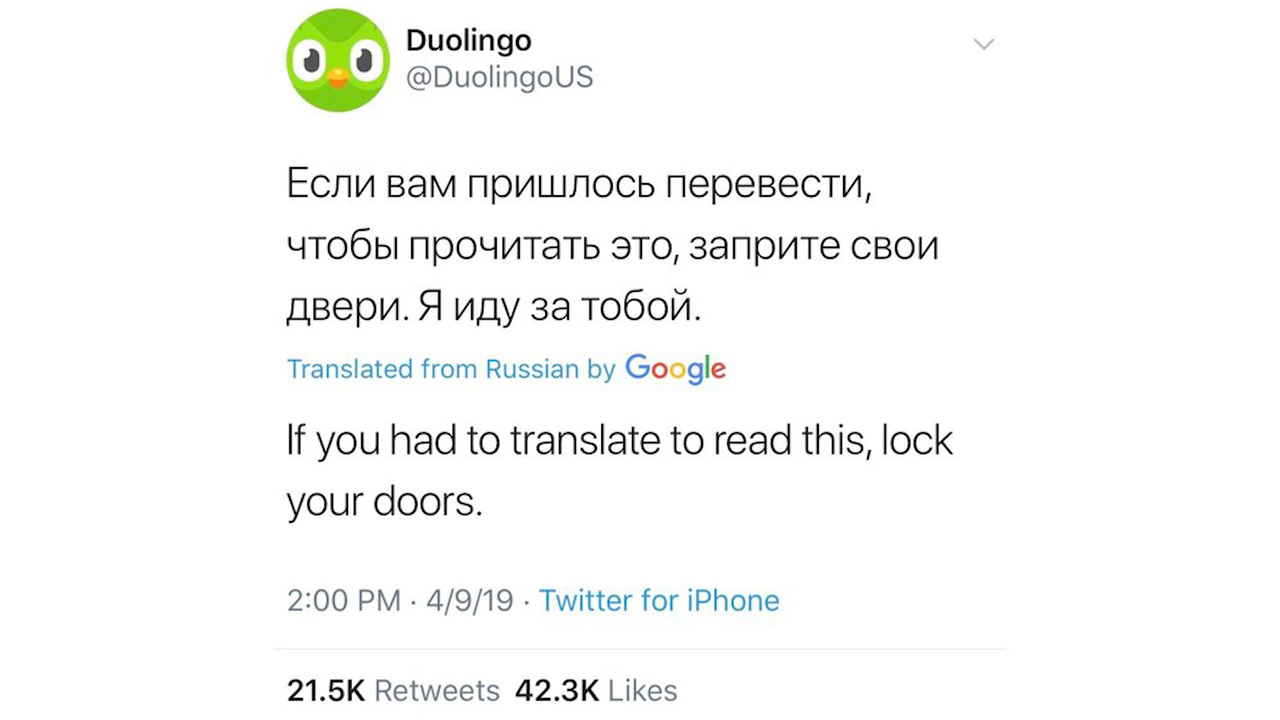 Duolingo
@DuolingoUS
Если вам пришлось перевести,
чтобы прочитать это, заприте свои
двери. Я иду за тобой.
Translated from Russian by Google
If you had to translate to read this, lock
your doors.
2:00 PM · 4/9/19 · Twitter for iPhone
21.5K Retweets 42.3K Likes